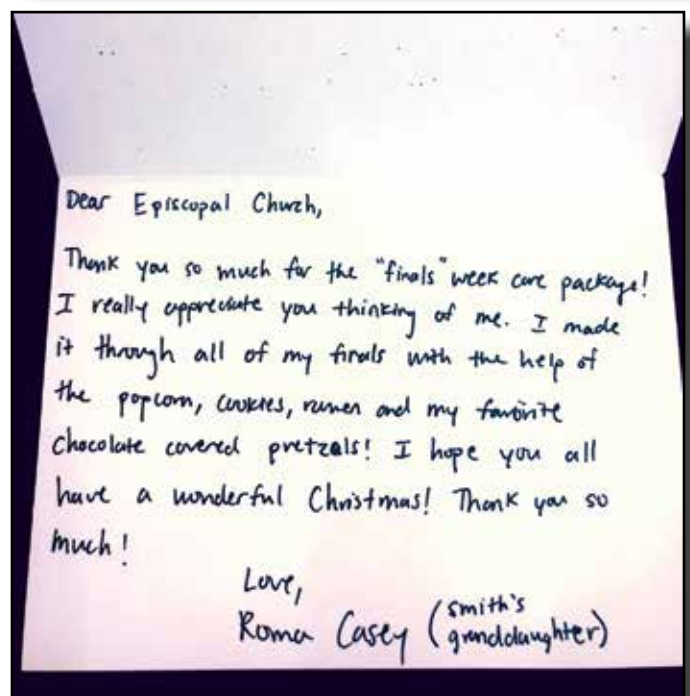 Dear Episcopal Church,
Thank you so much for the "finals" week care package!
I really appreciate you thinking of me. I made
it through all of my finals with the help of
the popcorn, cookies, ramen and my favorite
chocolate covered pretzels! I hope you all
have a wonderful Christmas! Thank you so
much!
Love,
Roma Casey (smith's
granddaughter)